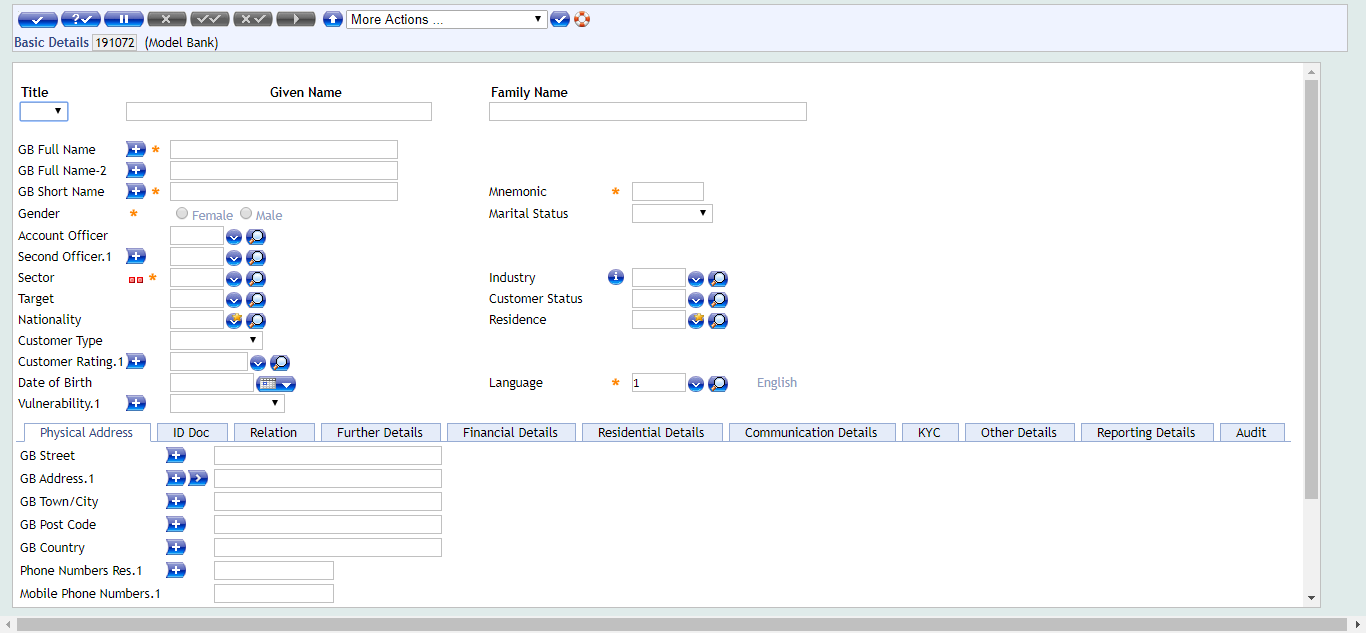 More Actions ...
Basic Details 191072 (Model Bank)
Title Given Name Family Name
GB Full Name *
GB Full Name-2
GB Short Name * Mnemonic *
Gender * Female Male Marital Status
Account Officer
Second Officer.1
Sector * Industry
Target Customer Status
Nationality Residence
Customer Type
Customer Rating.1
Date of Birth Language * 1 English
Vulnerability.1
Physical Address ID Doc Relation Further Details Financial Details Residential Details Communication Details KYC Other Details Reporting Details Audit
GB Street
GB Address.1
GB Town/City
GB Post Code
GB Country
Phone Numbers Res.1
Mobile Phone Numbers.1